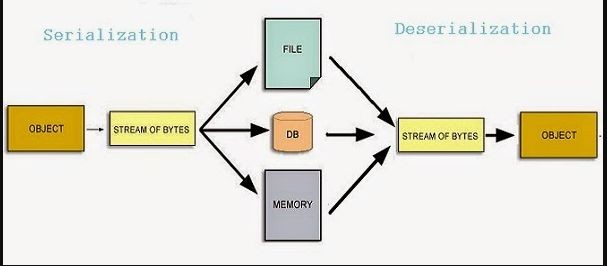 Serialization
Deserialization
FILE
OBJECT
STREAM OF BYTES
DB
STREAM OF BYTES
OBJECT
MEMORY